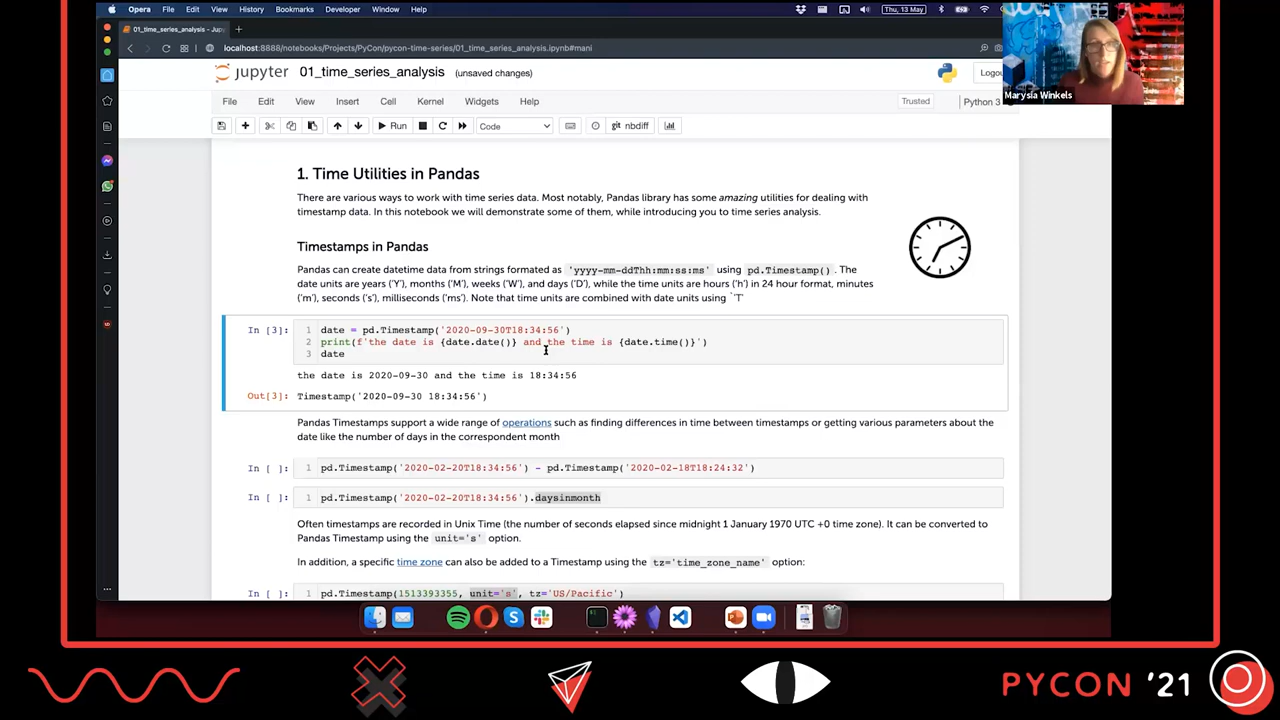 Opera File Edit View History Bookmarks Developer Window Help Thu, 13 May
01_time_series_analysis - Jup
localhost:8888/notebooks/Projects/PyCon/pycon-time-series/01_time_series_analysis.ipynb#mani
Marysia Winkels
jupyter 01_time_series_analysis (unsaved changes)
Logou
File Edit View Insert Cell Kernel Widgets Help
Trusted
Python 3
Run
Code
git nbdiff
1. Time Utilities in Pandas
There are various ways to work with time series data. Most notably, Pandas library has some amazing utilities for dealing with
timestamp data. In this notebook we will demonstrate some of them, while introducing you to time series analysis.
Timestamps in Pandas
Pandas can create datetime data from strings formated as 'yyyy-mm-ddThh:mm:ss:ms' using pd.Timestamp() . The
date units are years ('Y'), months ('M'), weeks ('W'), and days ('D'), while the time units are hours ('h') in 24 hour format, minutes
('m'), seconds ('s'), milliseconds ('ms'). Note that time units are combined with date units using `'T'
In [3]:
1 date = pd.Timestamp('2020-09-30T18:34:56')
2 print(f'the date is {date.date()} and the time is {date.time()}')
3 date
the date is 2020-09-30 and the time is 18:34:56
Out[3]: Timestamp('2020-09-30 18:34:56')
Pandas Timestamps support a wide range of operations such as finding differences in time between timestamps or getting various parameters about the
date like the number of days in the correspondent month
In [ ]: 1 pd.Timestamp('2020-02-20T18:34:56') - pd.Timestamp('2020-02-18T18:24:32')
In [ ]: 1 pd.Timestamp('2020-02-20T18:34:56').daysinmonth
Often timestamps are recorded in Unix Time (the number of seconds elapsed since midnight 1 January 1970 UTC +0 time zone). It can be converted to
Pandas Timestamp using the unit='s' option.
In addition, a specific time zone can also be added to a Timestamp using the tz='time_zone_name' option:
In [ ]: 1 pd.Timestamp(1513393355, unit='s', tz='US/Pacific')
PYCON '21